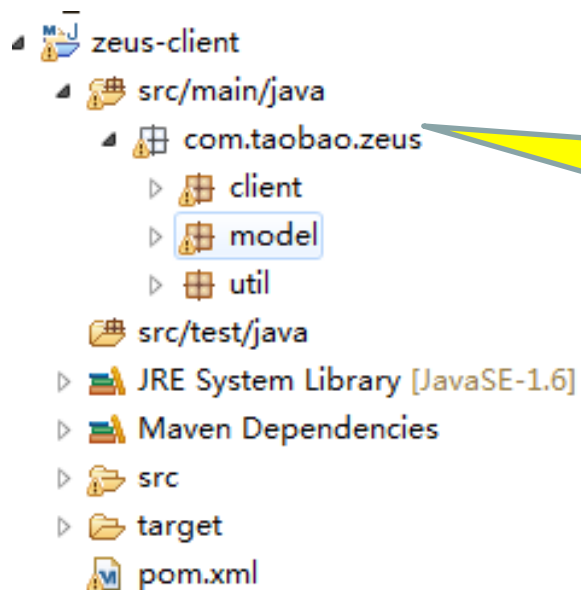 zeus-client
src/main/java
com.taobao.zeus
client
model
util
src/test/java
JRE System Library [JavaSE-1.6]
Maven Dependencies
src
target
pom.xml